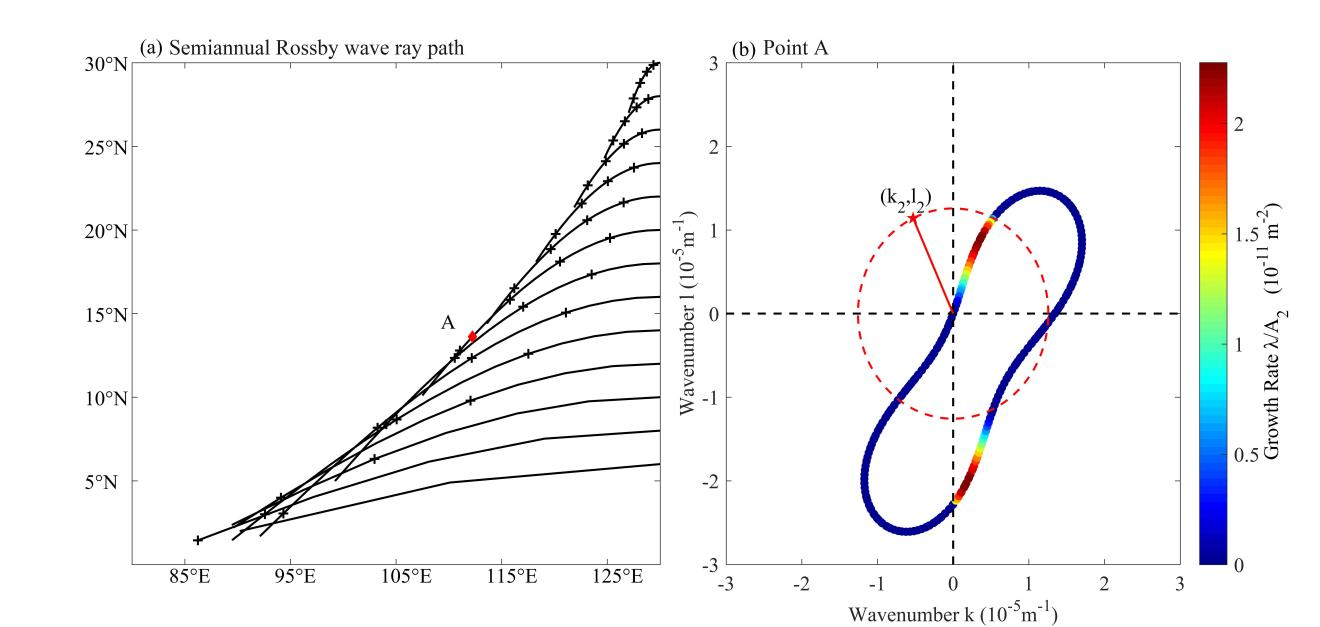 (a) Semiannual Rossby wave ray path
30°N
25°N
20°N
15°N
10°N
5°N
A
85°E 95°E 105°E 115°E 125°E
(b) Point A
3
2
1
0
-1
-2
-3
(k₂,l₂)
-3 -2 -1 0 1 2 3
Wavenumber l (10⁻⁵m⁻¹)
Wavenumber k (10⁻⁵m⁻¹)
2
1.5
1
0.5
0
Growth Rate λ/A₂ (10⁻¹¹ m⁻²)